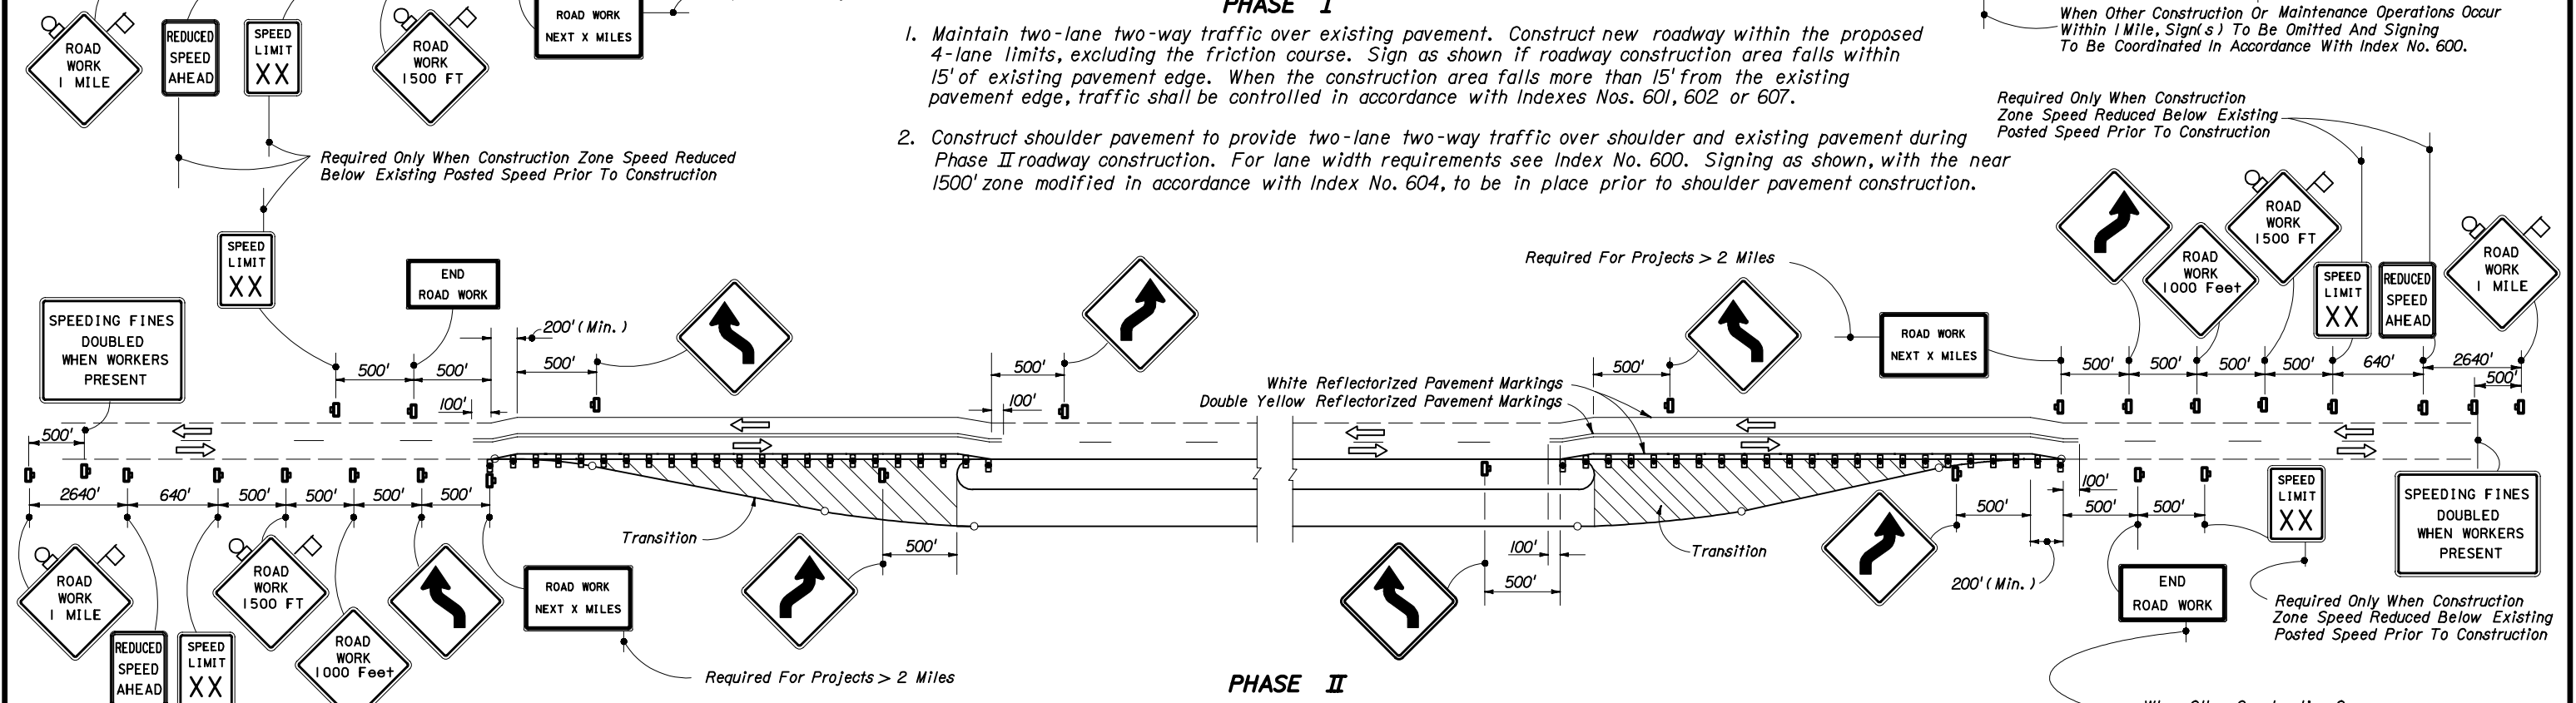 ROAD
WORK
1 MILE
REDUCED
SPEED
AHEAD
SPEED
LIMIT
XX
ROAD
WORK
1500 FT
ROAD WORK
NEXT X MILES
PHASE I
1. Maintain two-lane two-way traffic over existing pavement. Construct new roadway within the proposed
4-lane limits, excluding the friction course. Sign as shown if roadway construction area falls within
15' of existing pavement edge. When the construction area falls more than 15' from the existing
pavement edge, traffic shall be controlled in accordance with Indexes Nos. 601, 602 or 607.
2. Construct shoulder pavement to provide two-lane two-way traffic over shoulder and existing pavement during
Phase II roadway construction. For lane width requirements see Index No. 600. Signing as shown, with the near
1500' zone modified in accordance with Index No. 604, to be in place prior to shoulder pavement construction.
When Other Construction Or Maintenance Operations Occur
Within 1 Mile, Sign(s) To Be Omitted And Signing
To Be Coordinated In Accordance With Index No. 600.
Required Only When Construction
Zone Speed Reduced Below Existing
Posted Speed Prior To Construction
Required Only When Construction Zone Speed Reduced
Below Existing Posted Speed Prior To Construction
SPEED
LIMIT
XX
END
ROAD WORK
SPEEDING FINES
DOUBLED
WHEN WORKERS
PRESENT
200' (Min.)
500'
500'
500'
100'
500'
100'
Required For Projects > 2 Miles
White Reflectorized Pavement Markings
Double Yellow Reflectorized Pavement Markings
500'
ROAD WORK
NEXT X MILES
ROAD
WORK
1000 Feet
ROAD
WORK
1500 FT
SPEED
LIMIT
XX
REDUCED
SPEED
AHEAD
ROAD
WORK
1 MILE
500'
500'
500'
500'
640'
2640'
500'
500'
2640'
640'
500'
500'
500'
500'
Transition
500'
100'
500'
Transition
500'
200' (Min.)
100'
500'
500'
ROAD
WORK
1 MILE
REDUCED
SPEED
AHEAD
SPEED
LIMIT
XX
ROAD
WORK
1500 FT
ROAD
WORK
1000 Feet
ROAD WORK
NEXT X MILES
Required For Projects > 2 Miles
END
ROAD WORK
SPEED
LIMIT
XX
SPEEDING FINES
DOUBLED
WHEN WORKERS
PRESENT
Required Only When Construction
Zone Speed Reduced Below Existing
Posted Speed Prior To Construction
PHASE II